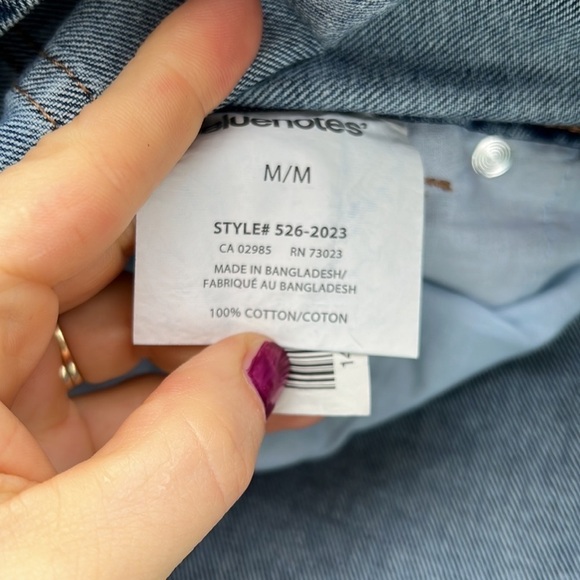 Bluenotes
M/M
STYLE# 526-2023
CA 02985 RN 73023
MADE IN BANGLADESH/
FABRIQUÉ AU BANGLADESH
100% COTTON/COTON